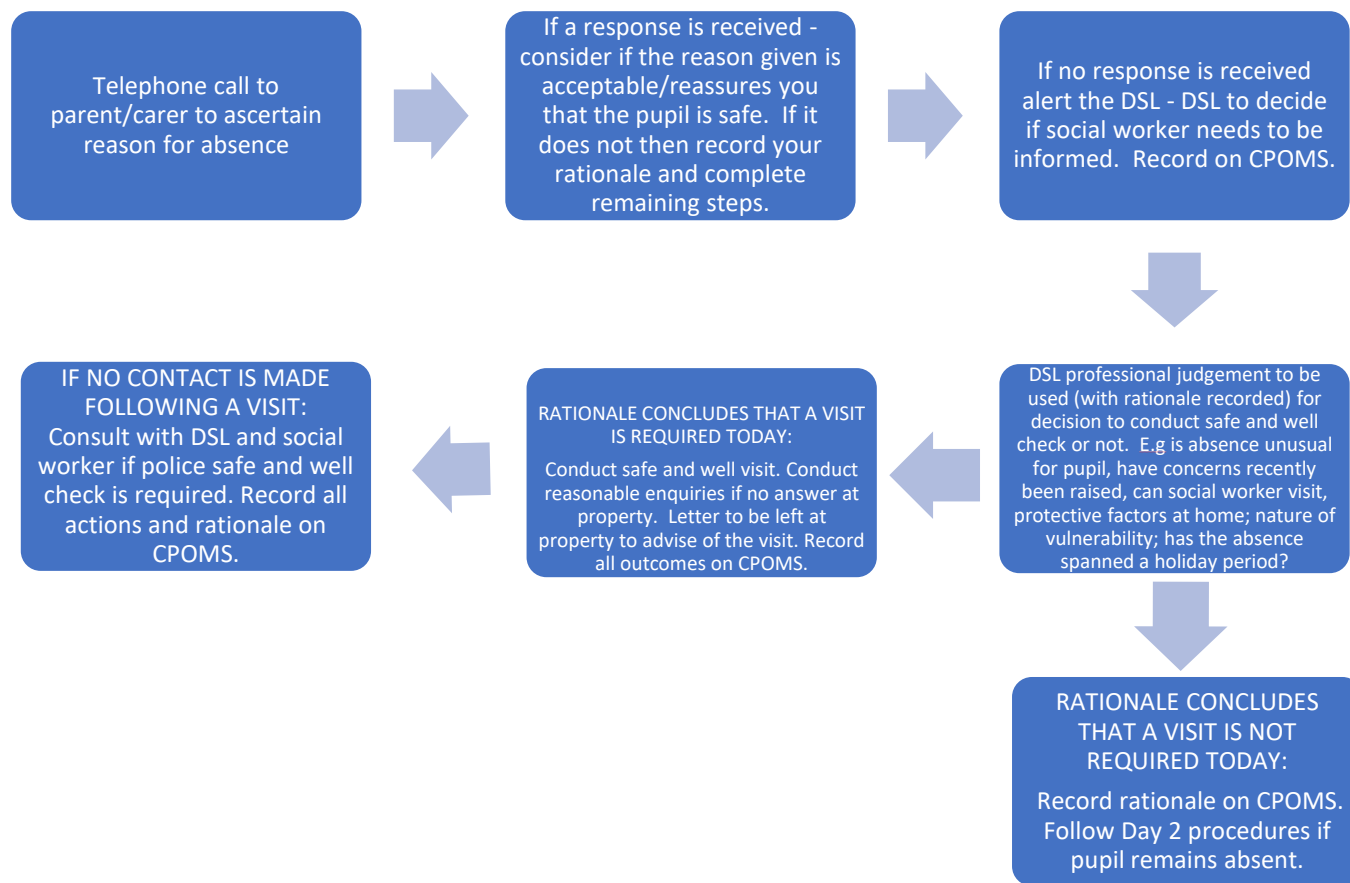 Telephone call to
parent/carer to ascertain
reason for absence
If a response is received -
consider if the reason given is
acceptable/reassures you
that the pupil is safe.  If it
does not then record your
rationale and complete
remaining steps.
If no response is received
alert the DSL - DSL to decide
if social worker needs to be
informed.  Record on CPOMS.
DSL professional judgement to be
used (with rationale recorded) for
decision to conduct safe and well
check or not.  E.g is absence unusual
for pupil, have concerns recently
been raised, can social worker visit,
protective factors at home; nature of
vulnerability; has the absence
spanned a holiday period?
RATIONALE CONCLUDES THAT A VISIT
IS REQUIRED TODAY:
Conduct safe and well visit. Conduct
reasonable enquiries if no answer at
property.  Letter to be left at
property to advise of the visit. Record
all outcomes on CPOMS.
IF NO CONTACT IS MADE
FOLLOWING A VISIT:
Consult with DSL and social
worker if police safe and well
check is required. Record all
actions and rationale on
CPOMS.
RATIONALE CONCLUDES
THAT A VISIT IS NOT
REQUIRED TODAY:
Record rationale on CPOMS.
Follow Day 2 procedures if
pupil remains absent.